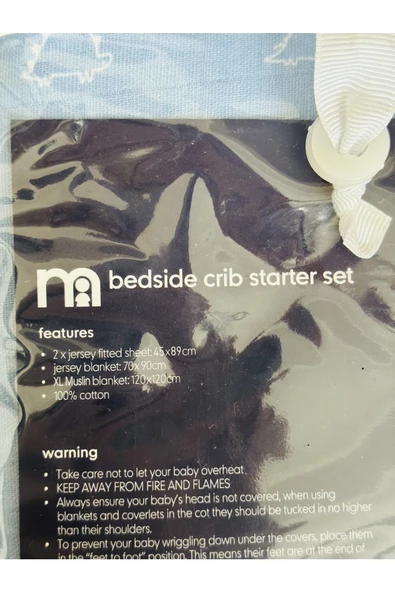 m bedside crib starter set
features
• 2 x jersey fitted sheet: 45x89cm
• jersey blanket: 70x90cm
• XL Muslin blanket: 120x120cm
• 100% cotton
warning
• Take care not to let your baby overheat
• KEEP AWAY FROM FIRE AND FLAMES
• Always ensure your baby's head is not covered, when using
blankets and coverlets in the cot they should be tucked in no higher
than their shoulders.
• To prevent your baby wriggling down under the covers, place them
in the "feet to foot" position. This means their feet are at the end of